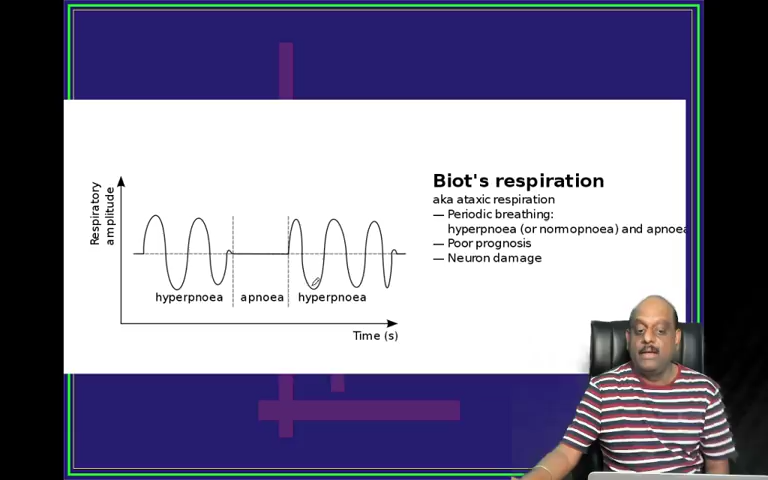 Biot's respiration
aka ataxic respiration
— Periodic breathing:
hyperpnoea (or normopnoea) and apnoea
— Poor prognosis
— Neuron damage
Respiratory
amplitude
hyperpnoea
apnoea
hyperpnoea
Time (s)